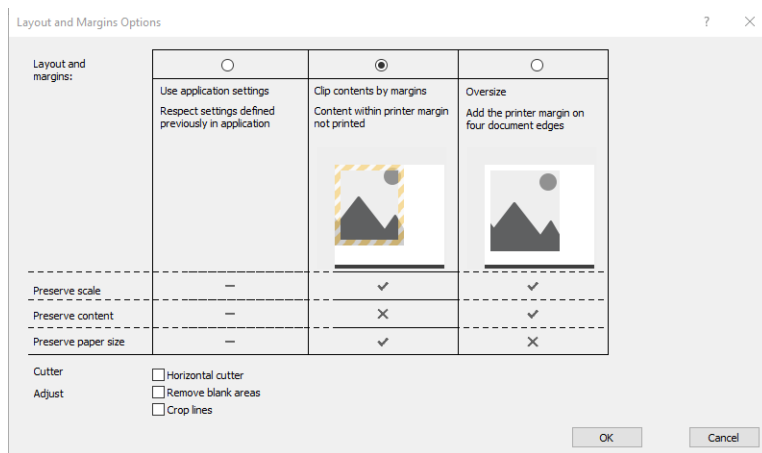 Layout and Margins Options
Layout and
margins:
Use application settings
Respect settings defined
previously in application
Clip contents by margins
Content within printer margin
not printed
Oversize
Add the printer margin on
four document edges
Preserve scale
Preserve content
Preserve paper size
Cutter
Horizontal cutter
Adjust
Remove blank areas
Crop lines
OK
Cancel